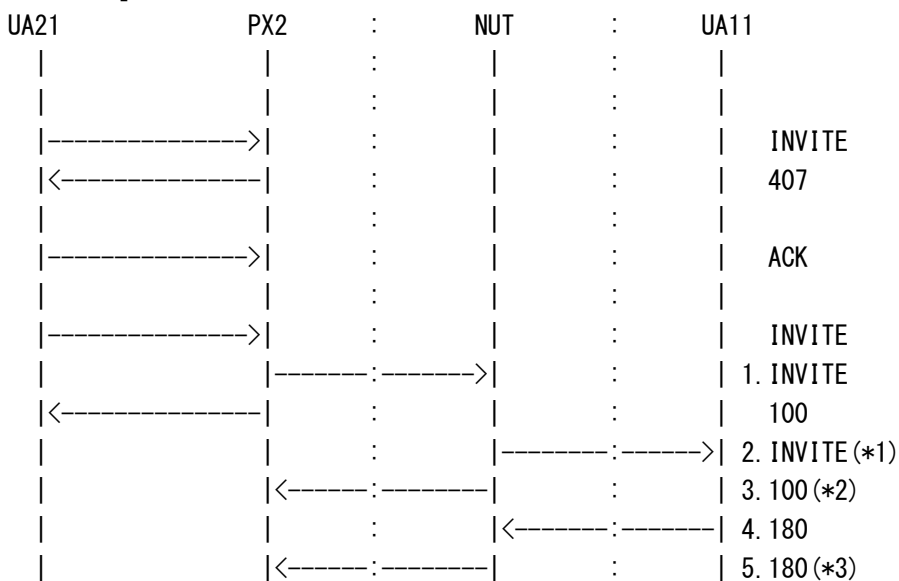 UA21 PX2 : NUT : UA11
| | : | : |
| | : | : |
|--------------->| : | : | INVITE
|<---------------| : | : | 407
| | : | : |
|--------------->| : | : | ACK
| | : | : |
|--------------->| : | : | INVITE
| |-------:------->| : | 1. INVITE
|<---------------| : | : | 100
| | : |-------:------>| 2. INVITE(*1)
| |<------:--------| : | 3. 100(*2)
| | : |<------:-------| 4. 180
| |<------:--------| : | 5. 180(*3)